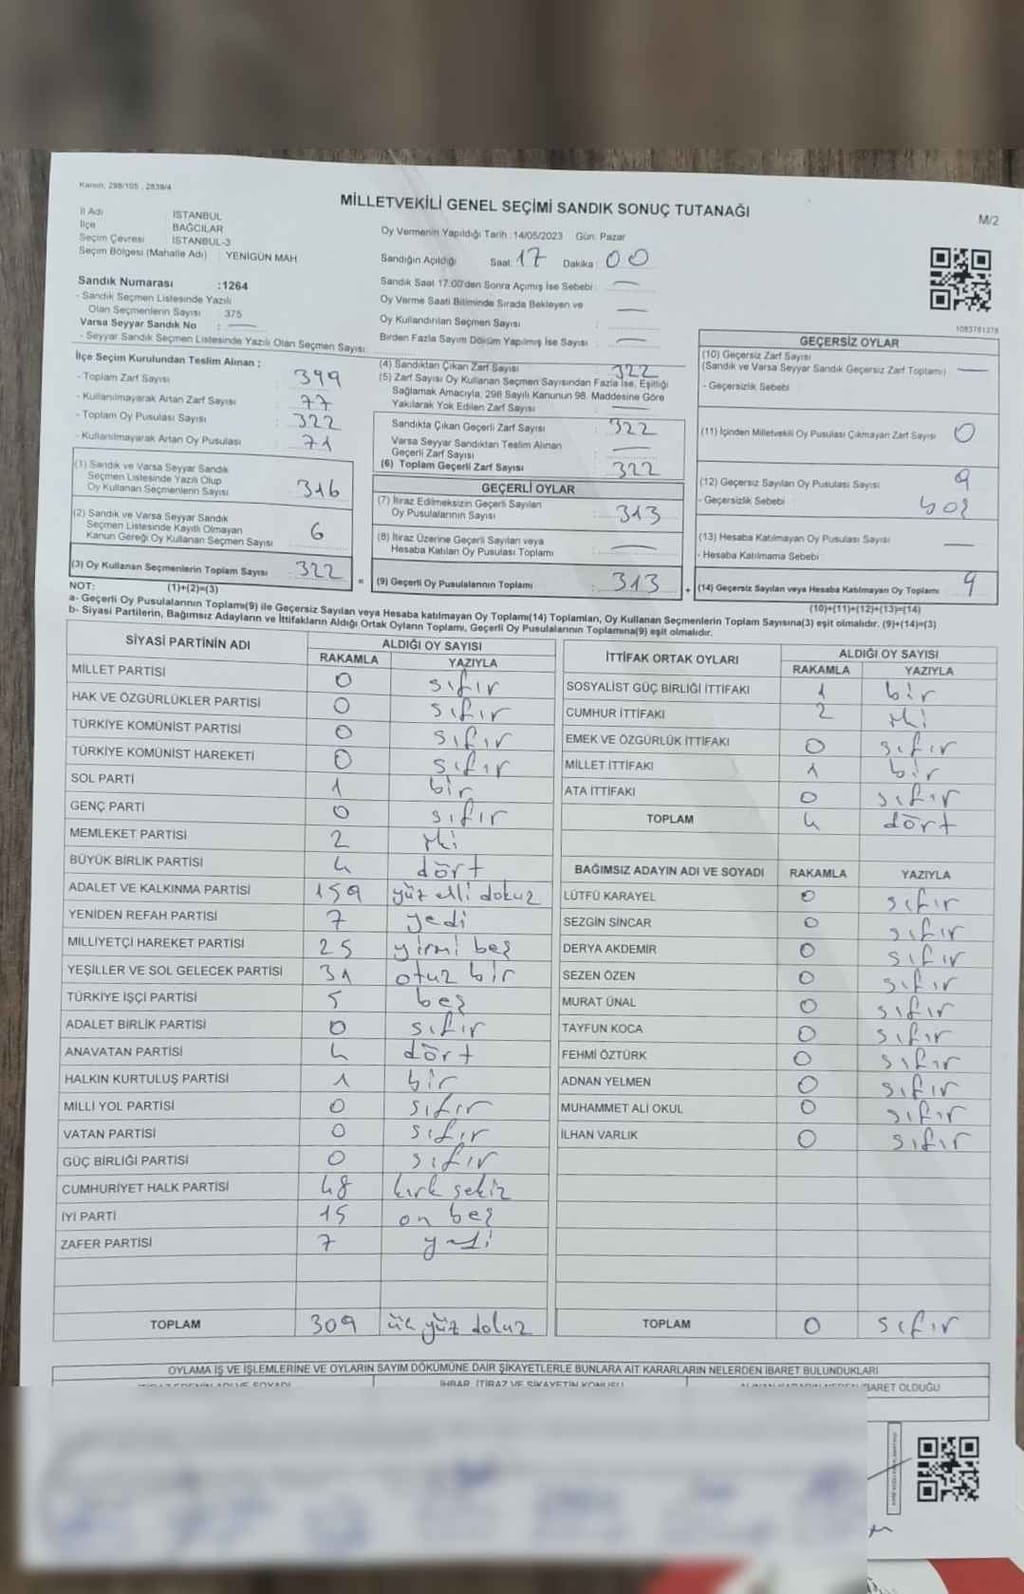 Kanun, 298/105 , 2839/4
MİLLETVEKİLİ GENEL SEÇİMİ SANDIK SONUÇ TUTANAĞI
M/2
İl Adı İSTANBUL
İlçe BAĞCILAR
Seçim Çevresi İSTANBUL-3
Seçim Bölgesi (Mahalle Adı) YENİGÜN MAH
Oy Vermenin Yapıldığı Tarih :14/05/2023 Gün: Pazar
Sandığın Açıldığı Saat: 17 Dakika : 00
Sandık Numarası :1264
- Sandık Seçmen Listesinde Yazılı
Olan Seçmenlerin Sayısı 375
Varsa Seyyar Sandık No : —
- Seyyar Sandık Seçmen Listesinde Yazılı Olan Seçmen Sayısı:
Sandık Saat 17:00'den Sonra Açımış İse Sebebi : —
Oy Verme Saati Bitiminde Sırada Bekleyen ve
Oy Kullandırılan Seçmen Sayısı : —
Birden Fazla Sayım Döküm Yapılmış İse Sayısı : —
İlçe Seçim Kurulundan Teslim Alınan :
- Toplam Zarf Sayısı : 399
- Kullanılmayarak Artan Zarf Sayısı : 77
- Toplam Oy Pusulası Sayısı : 322
- Kullanılmayarak Artan Oy Pusulası : 71
(1) Sandık ve Varsa Seyyar Sandık
Seçmen Listesinde Yazılı Olup
Oy Kullanan Seçmenlerin Sayısı : 316
(2) Sandık ve Varsa Seyyar Sandık
Seçmen Listesinde Kayıtlı Olmayan
Kanun Gereği Oy Kullanan Seçmen Sayısı : 6
(3) Oy Kullanan Seçmenlerin Toplam Sayısı : 322
(1)+(2)=(3)
(4) Sandıktan Çıkan Zarf Sayısı : 322
(5) Zarf Sayısı Oy Kullanan Seçmen Sayısından Fazla İse, Eşitliği
Sağlamak Amacıyla, 298 Sayılı Kanunun 98. Maddesine Göre
Yakılarak Yok Edilen Zarf Sayısı : —
Sandıkta Çıkan Geçerli Zarf Sayısı : 322
Varsa Seyyar Sandıktan Teslim Alınan
Geçerli Zarf Sayısı : —
(6) Toplam Geçerli Zarf Sayısı : 322
GEÇERLİ OYLAR
(7) İtiraz Edilmeksizin Geçerli Sayılan
Oy Pusulalarının Sayısı : 313
(8) İtiraz Üzerine Geçerli Sayılan veya
Hesaba Katılan Oy Pusulası Toplamı : —
= (9) Geçerli Oy Pusulalarının Toplamı : 313
1083781378
GEÇERSİZ OYLAR
(10) Geçersiz Zarf Sayısı
(Sandık ve Varsa Seyyar Sandık Geçersiz Zarf Toplamı) : —
- Geçersizlik Sebebi
(11) İçinden Milletvekili Oy Pusulası Çıkmayan Zarf Sayısı : 0
(12) Geçersiz Sayılan Oy Pusulası Sayısı : 9
- Geçersizlik Sebebi boş
(13) Hesaba Katılmayan Oy Pusulası Sayısı : —
- Hesaba Katılmama Sebebi
+ (14) Geçersiz Sayılan veya Hesaba Katılmayan Oy Toplamı : 9
(10)+(11)+(12)+(13)=(14)
NOT:
a- Geçerli Oy Pusulalarının Toplamı(9) ile Geçersiz Sayılan veya Hesaba katılmayan Oy Toplamı(14) Toplamları, Oy Kullanan Seçmenlerin Toplam Sayısına(3) eşit olmalıdır. (9)+(14)=(3)
b- Siyasi Partilerin, Bağımsız Adayların ve İttifakların Aldığı Ortak Oyların Toplamı, Geçerli Oy Pusulalarının Toplamına(9) eşit olmalıdır.
SİYASİ PARTİNİN ADI ALDIĞI OY SAYISI
RAKAMLA YAZIYLA
MİLLET PARTİSİ 0 sıfır
HAK VE ÖZGÜRLÜKLER PARTİSİ 0 sıfır
TÜRKİYE KOMÜNİST PARTİSİ 0 sıfır
TÜRKİYE KOMÜNİST HAREKETİ 0 sıfır
SOL PARTİ 1 bir
GENÇ PARTİ 0 sıfır
MEMLEKET PARTİSİ 2 iki
BÜYÜK BİRLİK PARTİSİ 4 dört
ADALET VE KALKINMA PARTİSİ 159 yüz elli dokuz
YENİDEN REFAH PARTİSİ 7 yedi
MİLLİYETÇİ HAREKET PARTİSİ 25 yirmi beş
YEŞİLLER VE SOL GELECEK PARTİSİ 31 otuz bir
TÜRKİYE İŞÇİ PARTİSİ 5 beş
ADALET BİRLİK PARTİSİ 0 sıfır
ANAVATAN PARTİSİ 4 dört
HALKIN KURTULUŞ PARTİSİ 1 bir
MİLLİ YOL PARTİSİ 0 sıfır
VATAN PARTİSİ 0 sıfır
GÜÇ BİRLİĞİ PARTİSİ 0 sıfır
CUMHURİYET HALK PARTİSİ 48 kırk sekiz
İYİ PARTİ 15 on beş
ZAFER PARTİSİ 7 yedi
TOPLAM 309 üç yüz dokuz
İTTİFAK ORTAK OYLARI ALDIĞI OY SAYISI
RAKAMLA YAZIYLA
SOSYALİST GÜÇ BİRLİĞİ İTTİFAKI 1 bir
CUMHUR İTTİFAKI 2 iki
EMEK VE ÖZGÜRLÜK İTTİFAKI 0 sıfır
MİLLET İTTİFAKI 1 bir
ATA İTTİFAKI 0 sıfır
TOPLAM 4 dört
BAĞIMSIZ ADAYIN ADI VE SOYADI RAKAMLA YAZIYLA
LÜTFÜ KARAYEL 0 sıfır
SEZGİN SİNCAR 0 sıfır
DERYA AKDEMİR 0 sıfır
SEZEN ÖZEN 0 sıfır
MURAT ÜNAL 0 sıfır
TAYFUN KOCA 0 sıfır
FEHMİ ÖZTÜRK 0 sıfır
ADNAN YELMEN 0 sıfır
MUHAMMET ALİ OKUL 0 sıfır
İLHAN VARLIK 0 sıfır
TOPLAM 0 sıfır
OYLAMA İŞ VE İŞLEMLERİNE VE OYLARIN SAYIM DÖKÜMÜNE DAİR ŞİKAYETLERLE BUNLARA AİT KARARLARIN NELERDEN İBARET BULUNDUKLARI
İHBAR, İTİRAZ VE ŞİKAYETİN KONUSU